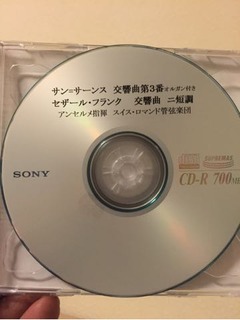 サン=サーンス 交響曲第3番オルガン付き
セザール・フランク 交響曲 ニ短調
アンセルメ指揮 スイス・ロマンド管弦楽団
SONY
SUPREMAS
CD-R 700MB